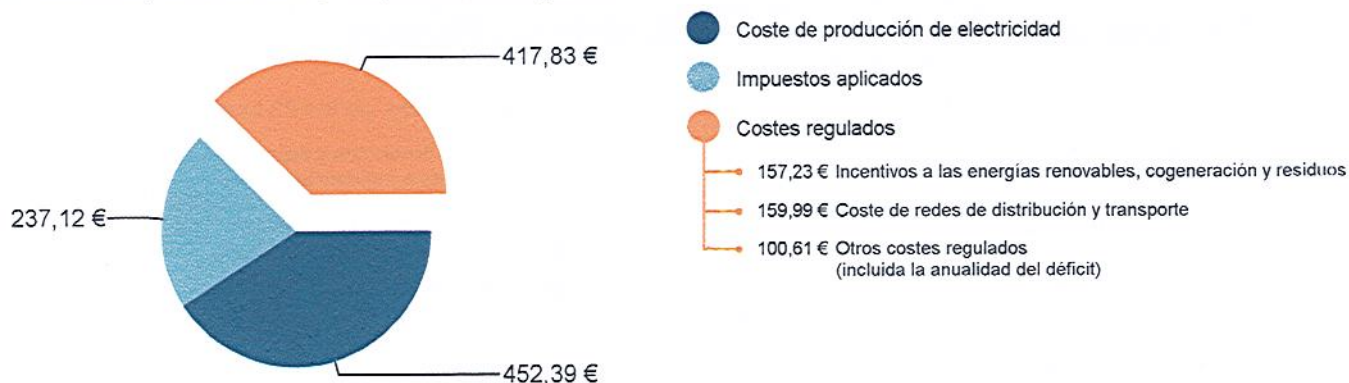 417,83 €
237,12 €
452,39 €
Coste de producción de electricidad
Impuestos aplicados
Costes regulados
157,23 € Incentivos a las energías renovables, cogeneración y residuos
159,99 € Coste de redes de distribución y transporte
100,61 € Otros costes regulados
(incluida la anualidad del déficit)